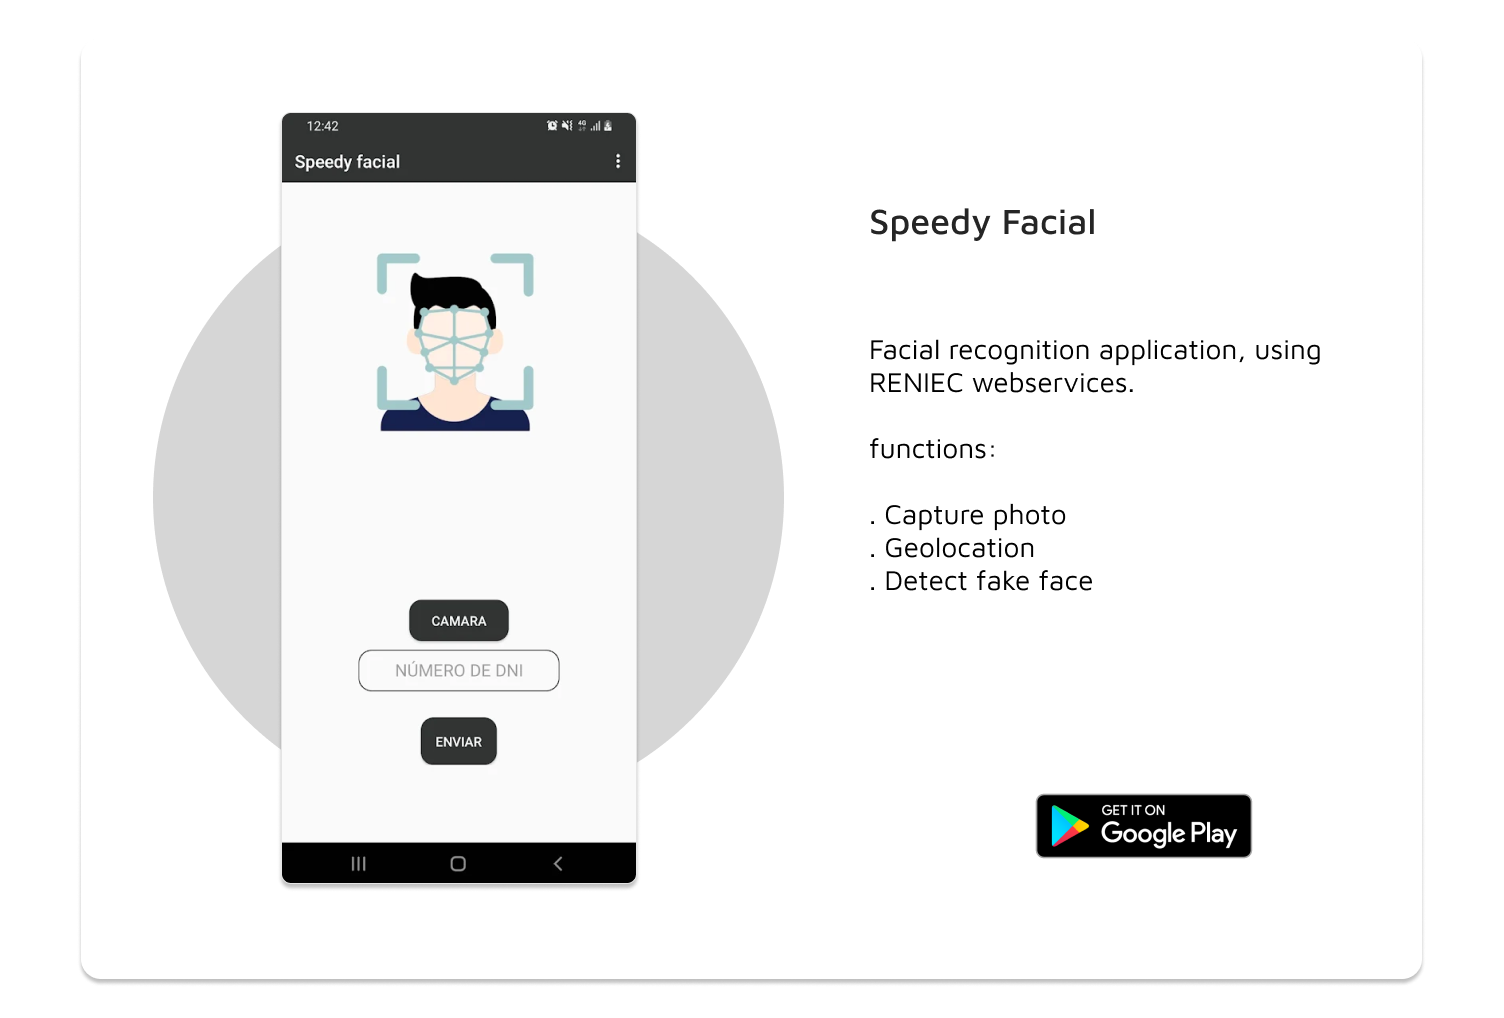 12:42
4G
Speedy facial
CAMARA
NÚMERO DE DNI
ENVIAR
Speedy Facial
Facial recognition application, using
RENIEC webservices.
functions:
. Capture photo
. Geolocation
. Detect fake face
GET IT ON
Google Play